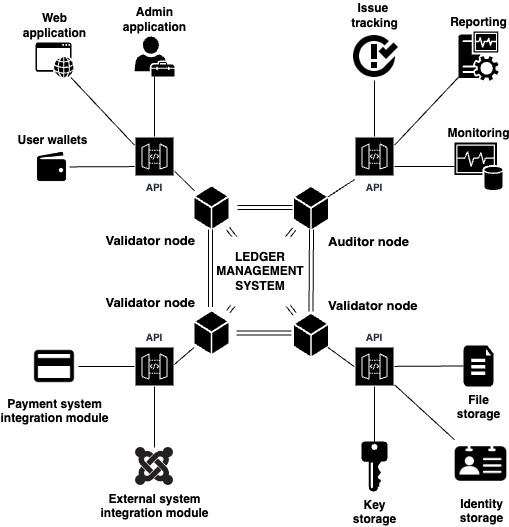 Web
application
Admin
application
Issue
tracking
Reporting
User wallets
Monitoring
API
API
Validator node
Auditor node
LEDGER
MANAGEMENT
SYSTEM
Validator node
Validator node
API
API
Payment system
integration module
File
storage
External system
integration module
Key
storage
Identity
storage